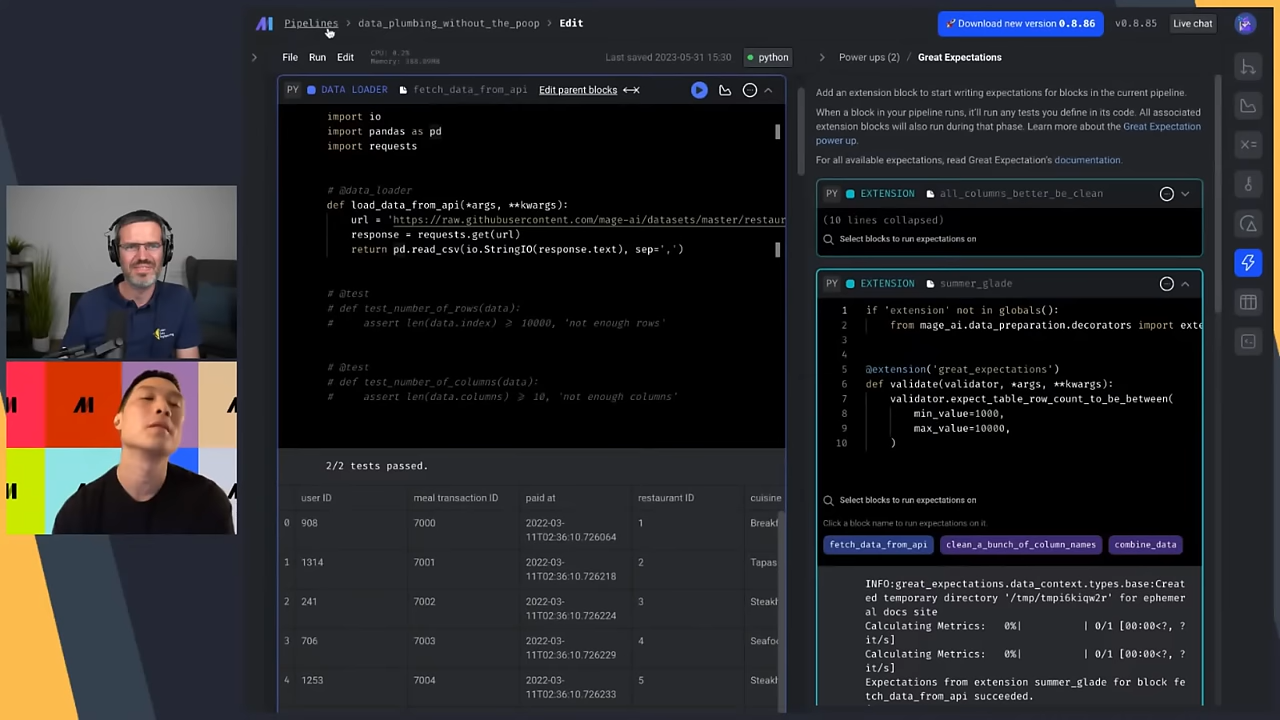 Pipelines > data_plumbing_without_the_poop > Edit
Download new version 0.8.86
v0.8.85
Live chat
File Run Edit
CPU: 0.2%
Last saved 2023-05-31 15:30
python
Power ups (2) / Great Expectations
PY DATA LOADER fetch_data_from_api Edit parent blocks
import io
import pandas as pd
import requests
# @data_loader
def load_data_from_api(*args, **kwargs):
url = 'https://raw.githubusercontent.com/mage-ai/datasets/master/restaur
response = requests.get(url)
return pd.read_csv(io.StringIO(response.text), sep=',')
# @test
# def test_number_of_rows(data):
# assert len(data.index) ≥ 10000, 'not enough rows'
# @test
# def test_number_of_columns(data):
# assert len(data.columns) ≥ 10, 'not enough columns'
2/2 tests passed.
user ID meal transaction ID paid at restaurant ID cuisine
0 908 7000 2022-03-
11T02:36:10.726064 1 Breakf
1 1314 7001 2022-03-
11T02:36:10.726218 2 Tapas
2 241 7002 2022-03-
11T02:36:10.726224 3 Steakh
3 706 7003 2022-03-
11T02:36:10.726229 4 Seafoo
4 1253 7004 2022-03-
11T02:36:10.726233 5 Steakh
Add an extension block to start writing expectations for blocks in the current pipeline.
When a block in your pipeline runs, it'll run any tests you define in its code. All associated
extension blocks will also run during that phase. Learn more about the Great Expectation
power up.
For all available expectations, read Great Expectation's documentation.
PY EXTENSION all_columns_better_be_clean
(10 lines collapsed)
Select blocks to run expectations on
PY EXTENSION summer_glade
1 if 'extension' not in globals():
2 from mage_ai.data_preparation.decorators import exte
3
4
5 @extension('great_expectations')
6 def validate(validator, *args, **kwargs):
7 validator.expect_table_row_count_to_be_between(
8 min_value=1000,
9 max_value=10000,
10 )
Select blocks to run expectations on
Click a block name to run expectations on it.
fetch_data_from_api clean_a_bunch_of_column_names combine_data
INFO:great_expectations.data_context.types.base:Creat
ed temporary directory '/tmp/tmpi6kiqw2r' for ephemer
al docs site
Calculating Metrics: 0%| | 0/1 [00:00<?, ?
it/s]
Calculating Metrics: 0%| | 0/1 [00:00<?, ?
it/s]
Expectations from extension summer_glade for block fe
tch_data_from_api succeeded.